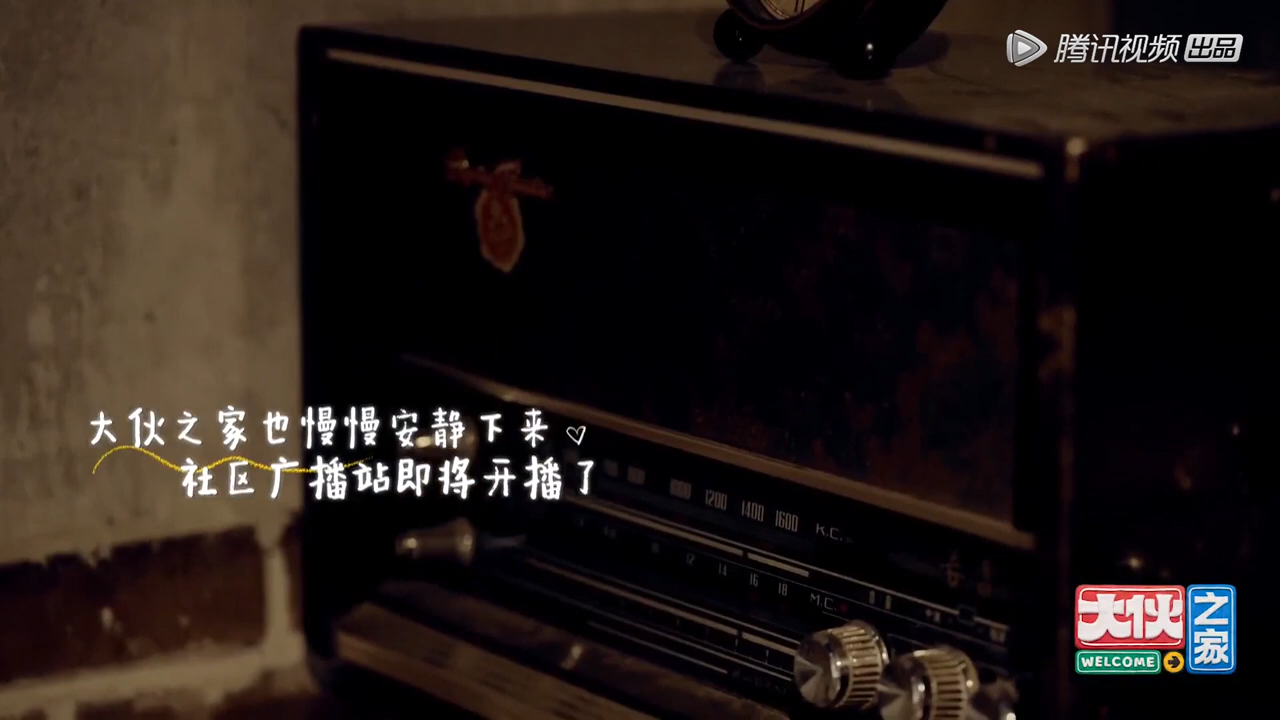 腾讯视频 出品
大伙之家也慢慢安静下来
社区广播站即将开播了
1200 1400 1600 K.C.
12 14 16 18 M.C.
大伙之家
WELCOME